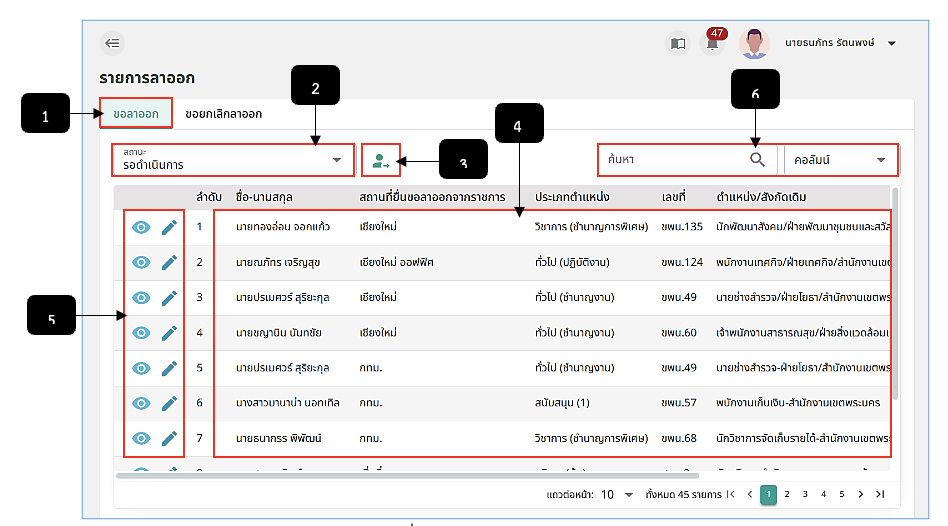 47
นายธนภัทร รัตนพงษ์
รายการลาออก
1
2
3
4
5
6
ขอลาออก
ขอยกเลิกลาออก
สถานะ
รอดำเนินการ
ค้นหา
คอลัมน์
ลำดับ ชื่อ-นามสกุล สถานที่ยื่นขอลาออกจากราชการ ประเภทตำแหน่ง เลขที่ ตำแหน่ง/สังกัดเดิม
1 นายทองอ่อน จอกแก้ว เชียงใหม่ วิชาการ (ชำนาญการพิเศษ) ขพบ.135 นักพัฒนาสังคม/ฝ่ายพัฒนาชุมชนและสวัส
2 นายณภัทร เจริญสุข เชียงใหม่ ออฟฟิศ ทั่วไป (ปฏิบัติงาน) ขพบ.124 พนักงานเทศกิจ/ฝ่ายเทศกิจ/สำนักงานเขต
3 นายปรเมศวร์ สุริยะกุล เชียงใหม่ ทั่วไป (ชำนาญงาน) ขพบ.49 นายช่างสำรวจ/ฝ่ายโยธา/สำนักงานเขตพร
4 นายชญานิน นันทชัย เชียงใหม่ ทั่วไป (ชำนาญงาน) ขพบ.60 เจ้าพนักงานสาธารณสุข/ฝ่ายสิ่งแวดล้อม
5 นายปรเมศวร์ สุริยะกุล กทม. ทั่วไป (ชำนาญงาน) ขพบ.49 นายช่างสำรวจ-ฝ่ายโยธา/สำนักงานเขตพร
6 นางสาวบานาน่า นอทเทิล กทม. สนับสนุน (1) ขพบ.57 พนักงานเก็บเงิน-สำนักงานเขตพระนคร
7 นายธนากรร พิพัฒน์ กทม. วิชาการ (ชำนาญการพิเศษ) ขพบ.68 นักวิชาการจัดเก็บรายได้-สำนักงานเขตพร
แถวต่อหน้า: 10 ทั้งหมด 45 รายการ 1 2 3 4 5